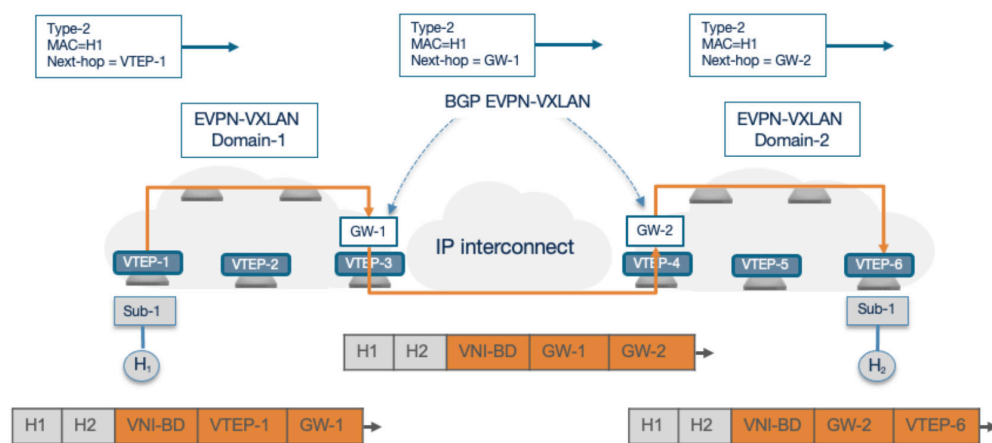 Type-2
MAC=H1
Next-hop = VTEP-1
Type-2
MAC=H1
Next-hop = GW-1
Type-2
MAC=H1
Next-hop = GW-2
BGP EVPN-VXLAN
EVPN-VXLAN
Domain-1
EVPN-VXLAN
Domain-2
GW-1
GW-2
IP interconnect
VTEP-1
VTEP-2
VTEP-3
VTEP-4
VTEP-5
VTEP-6
Sub-1
Sub-1
H1
H2
H1 H2 VNI-BD GW-1 GW-2
H1 H2 VNI-BD VTEP-1 GW-1
H1 H2 VNI-BD GW-2 VTEP-6